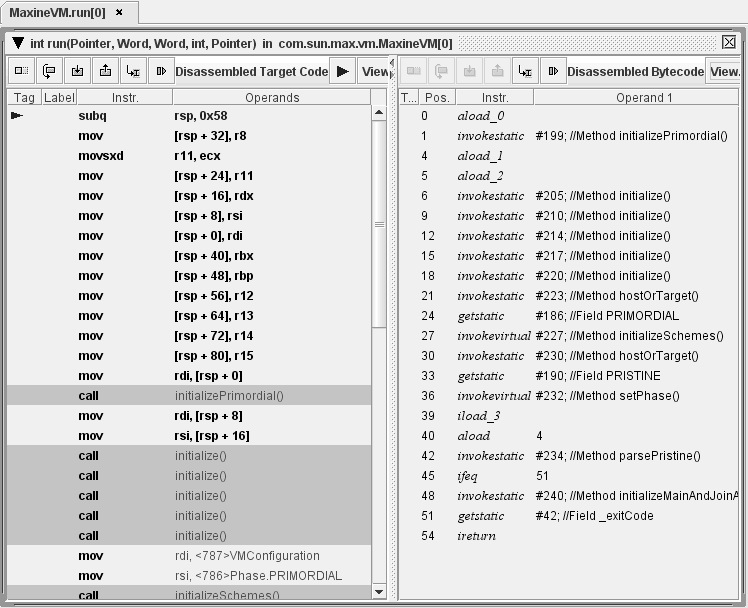 MaxineVM.run[0] ×
int run(Pointer, Word, Word, int, Pointer) in com.sun.max.vm.MaxineVM[0]
Disassembled Target Code View
Tag Label Instr. Operands
subq rsp, 0x58
mov [rsp + 32], r8
movsxd r11, ecx
mov [rsp + 24], r11
mov [rsp + 16], rdx
mov [rsp + 8], rsi
mov [rsp + 0], rdi
mov [rsp + 40], rbx
mov [rsp + 48], rbp
mov [rsp + 56], r12
mov [rsp + 64], r13
mov [rsp + 72], r14
mov [rsp + 80], r15
mov rdi, [rsp + 0]
call initializePrimordial()
mov rdi, [rsp + 8]
mov rsi, [rsp + 16]
call initialize()
call initialize()
call initialize()
call initialize()
call initialize()
mov rdi, <787>VMConfiguration
mov rsi, <786>Phase.PRIMORDIAL
call initializeSchemes()
Disassembled Bytecode View..
T... Pos. Instr. Operand 1
0 aload_0
1 invokestatic #199; //Method initializePrimordial()
4 aload_1
5 aload_2
6 invokestatic #205; //Method initialize()
9 invokestatic #210; //Method initialize()
12 invokestatic #214; //Method initialize()
15 invokestatic #217; //Method initialize()
18 invokestatic #220; //Method initialize()
21 invokestatic #223; //Method hostOrTarget()
24 getstatic #186; //Field PRIMORDIAL
27 invokevirtual #227; //Method initializeSchemes()
30 invokestatic #230; //Method hostOrTarget()
33 getstatic #190; //Field PRISTINE
36 invokevirtual #232; //Method setPhase()
39 iload_3
40 aload 4
42 invokestatic #234; //Method parsePristine()
45 ifeq 51
48 invokestatic #240; //Method initializeMainAndJoinA
51 getstatic #42; //Field _exitCode
54 ireturn